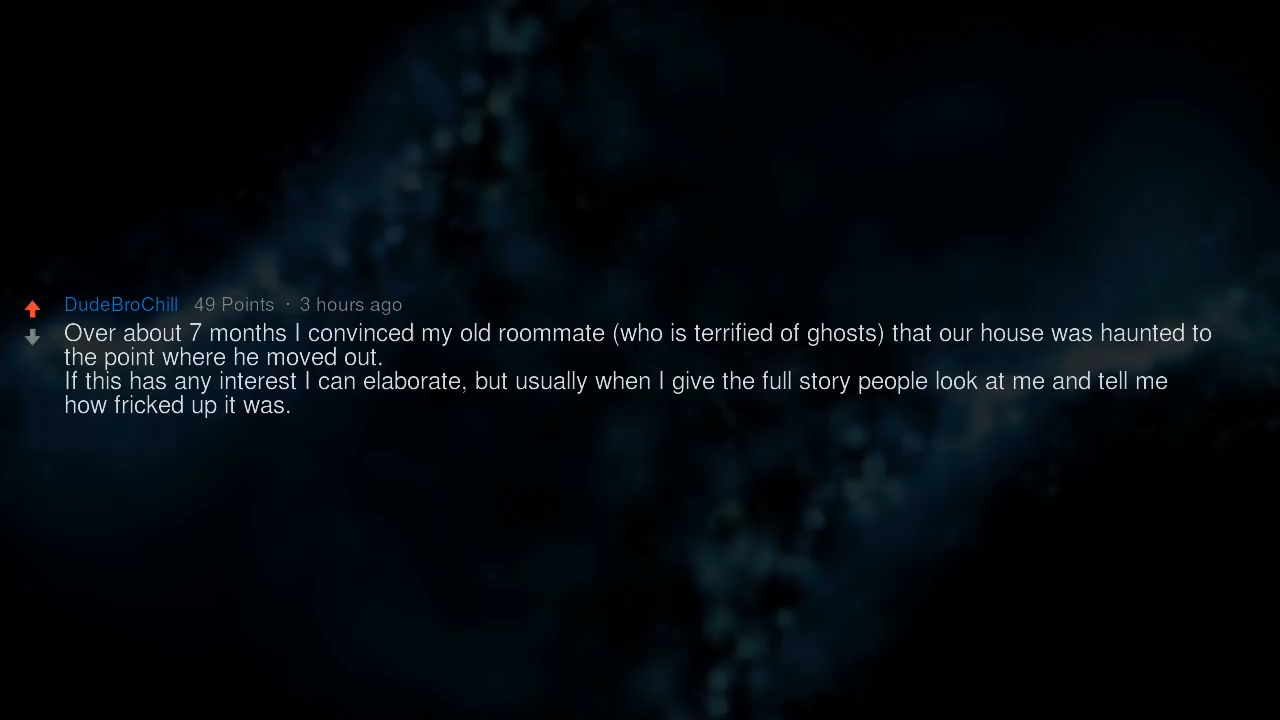 DudeBroChill 49 Points · 3 hours ago
Over about 7 months I convinced my old roommate (who is terrified of ghosts) that our house was haunted to
the point where he moved out.
If this has any interest I can elaborate, but usually when I give the full story people look at me and tell me
how fricked up it was.